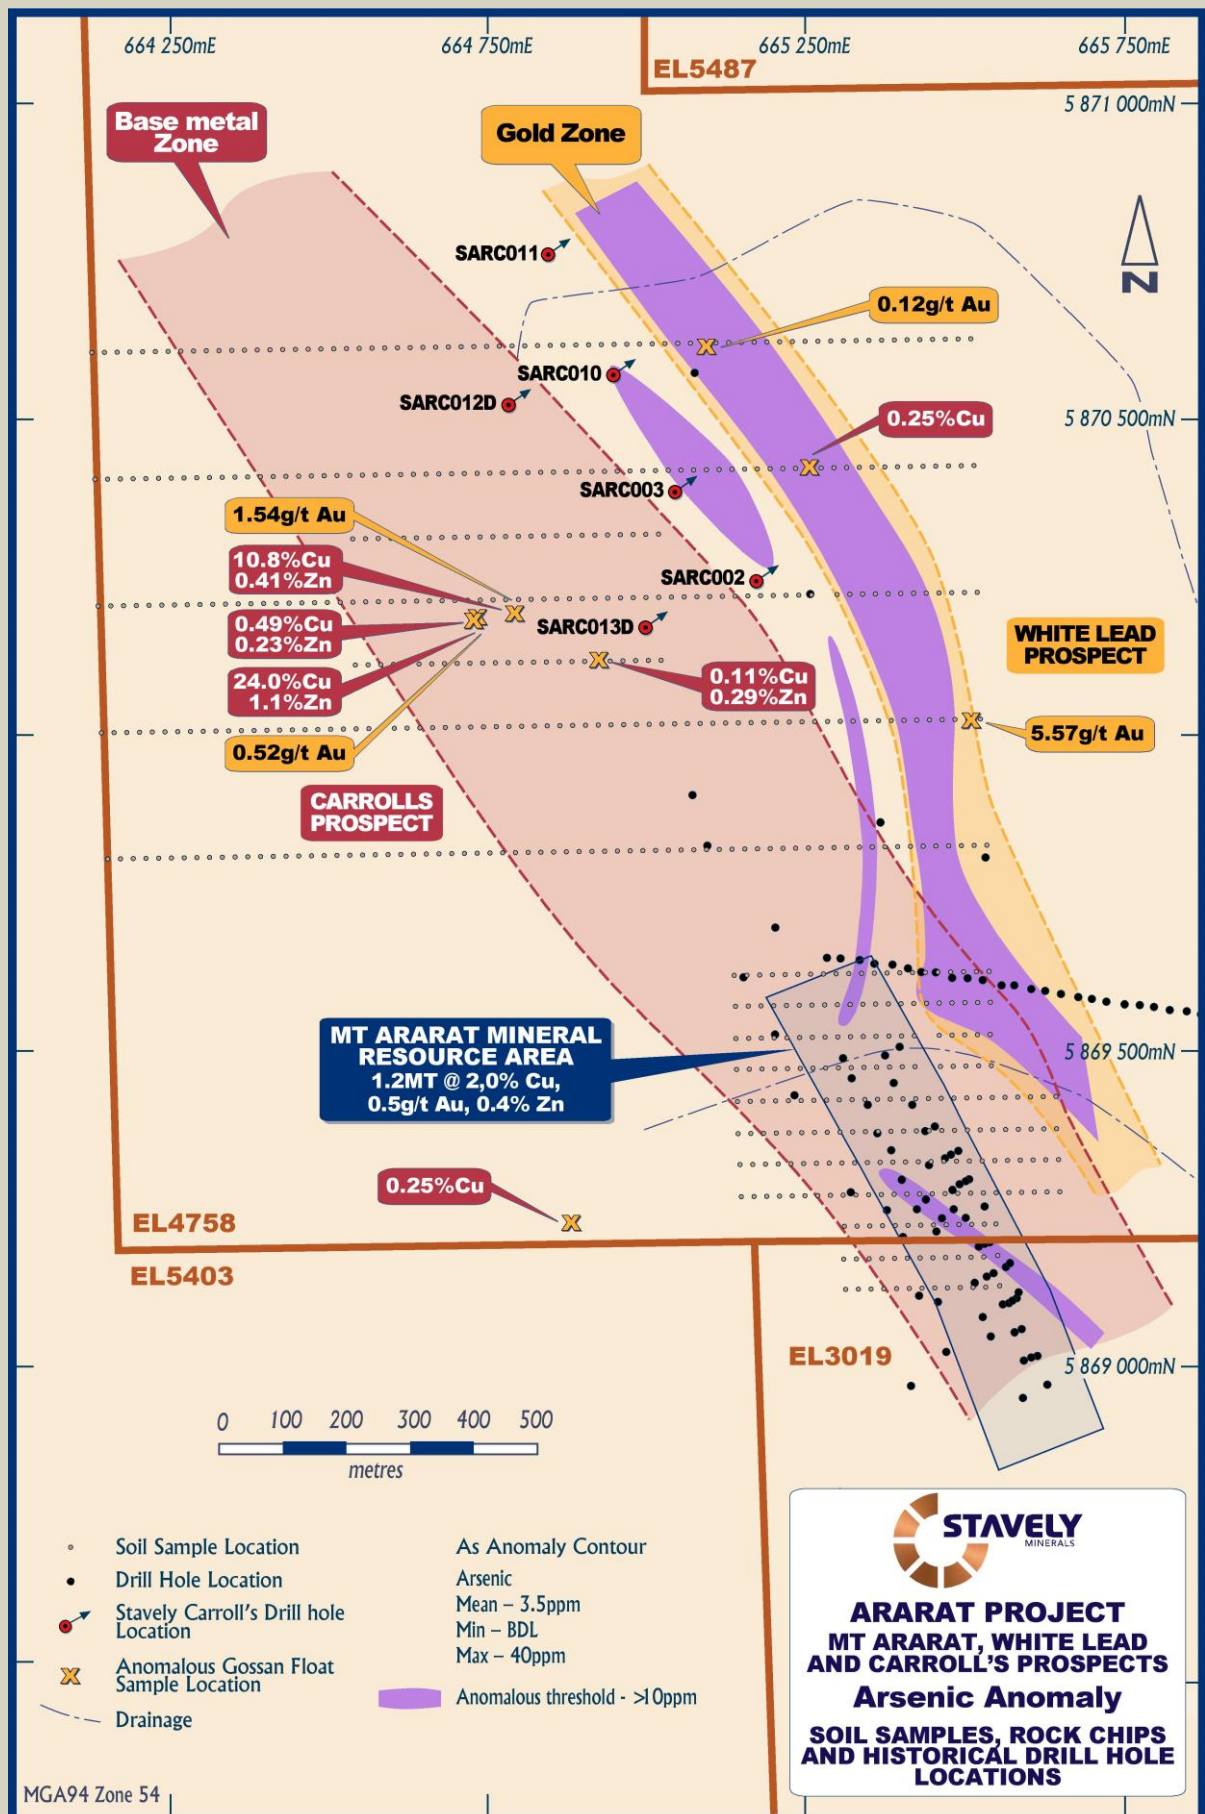 664 250mE
664 750mE
665 250mE
665 750mE
EL5487
5 871 000mN
Base metal
Zone
Gold Zone
N
SARC011
0.12g/t Au
SARC010
SARC012D
0.25%Cu
5 870 500mN
SARC003
1.54g/t Au
10.8%Cu
0.41%Zn
SARC002
0.49%Cu
0.23%Zn
SARC013D
WHITE LEAD
PROSPECT
24.0%Cu
1.1%Zn
0.11%Cu
0.29%Zn
0.52g/t Au
5.57g/t Au
CARROLLS
PROSPECT
MT ARARAT MINERAL
RESOURCE AREA
1.2MT @ 2,0% Cu,
0.5g/t Au, 0.4% Zn
5 869 500mN
0.25%Cu
EL4758
EL5403
EL3019
5 869 000mN
0 100 200 300 400 500
metres
Soil Sample Location
Drill Hole Location
Stavely Carroll's Drill hole
Location
Anomalous Gossan Float
Sample Location
Drainage
As Anomaly Contour
Arsenic
Mean – 3.5ppm
Min – BDL
Max – 40ppm
Anomalous threshold - >10ppm
STAVELY
MINERALS
ARARAT PROJECT
MT ARARAT, WHITE LEAD
AND CARROLL'S PROSPECTS
Arsenic Anomaly
SOIL SAMPLES, ROCK CHIPS
AND HISTORICAL DRILL HOLE
LOCATIONS
MGA94 Zone 54